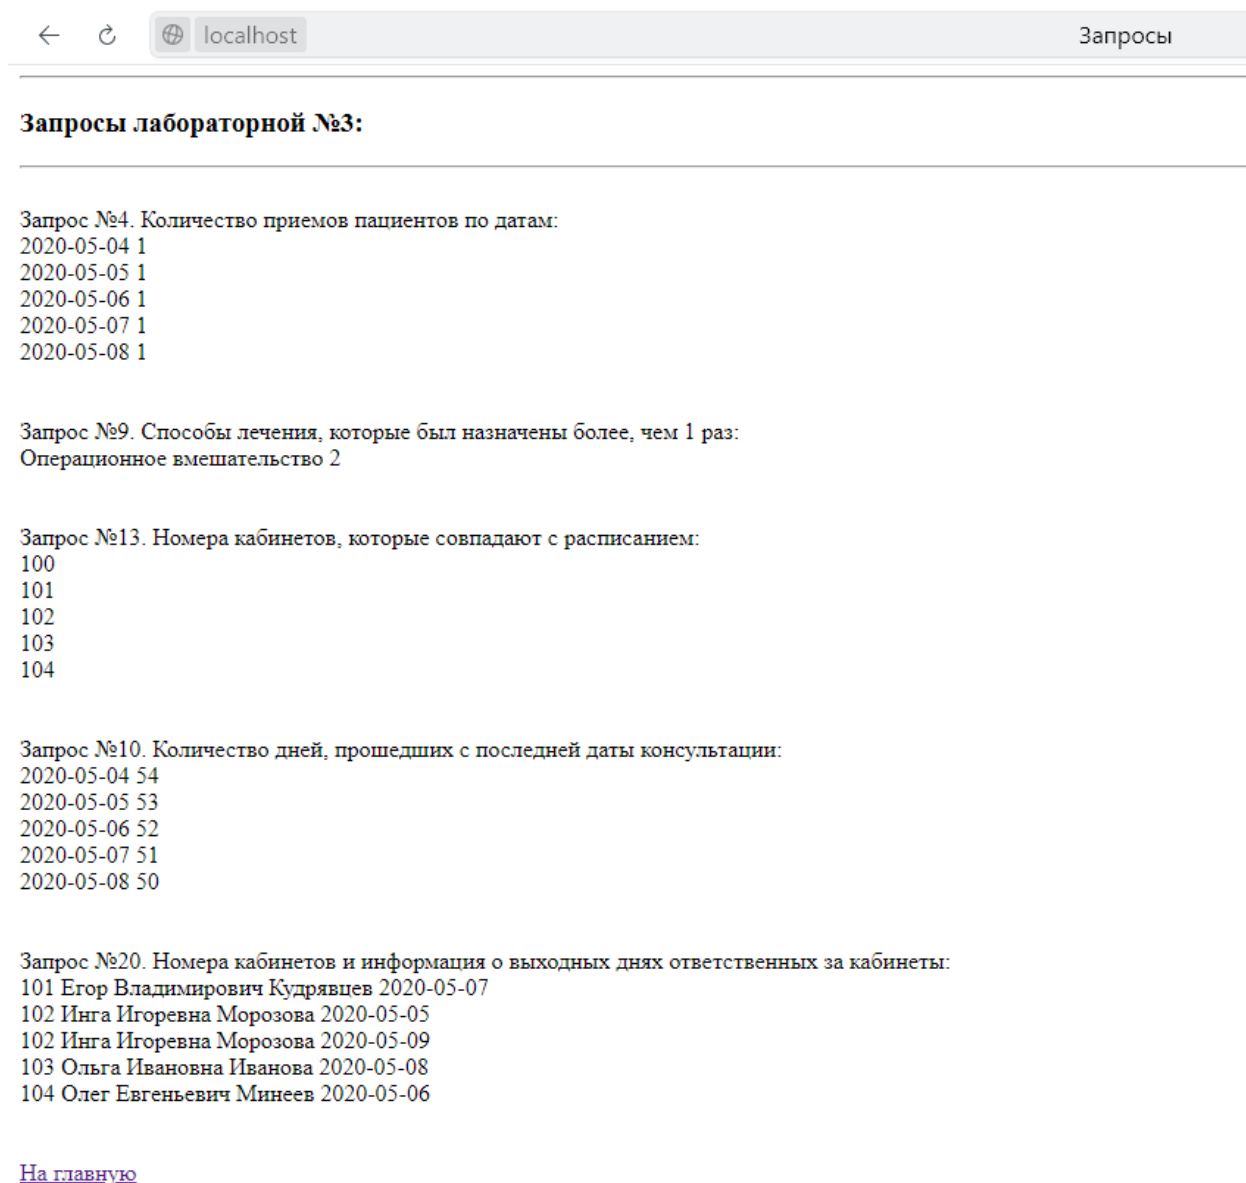 localhost
Запросы
Запросы лабораторной №3:
Запрос №4. Количество приемов пациентов по датам:
2020-05-04 1
2020-05-05 1
2020-05-06 1
2020-05-07 1
2020-05-08 1
Запрос №9. Способы лечения, которые был назначены более, чем 1 раз:
Операционное вмешательство 2
Запрос №13. Номера кабинетов, которые совпадают с расписанием:
100
101
102
103
104
Запрос №10. Количество дней, прошедших с последней даты консультации:
2020-05-04 54
2020-05-05 53
2020-05-06 52
2020-05-07 51
2020-05-08 50
Запрос №20. Номера кабинетов и информация о выходных днях ответственных за кабинеты:
101 Егор Владимирович Кудрявцев 2020-05-07
102 Инга Игоревна Морозова 2020-05-05
102 Инга Игоревна Морозова 2020-05-09
103 Ольга Ивановна Иванова 2020-05-08
104 Олег Евгеньевич Минеев 2020-05-06
На главную